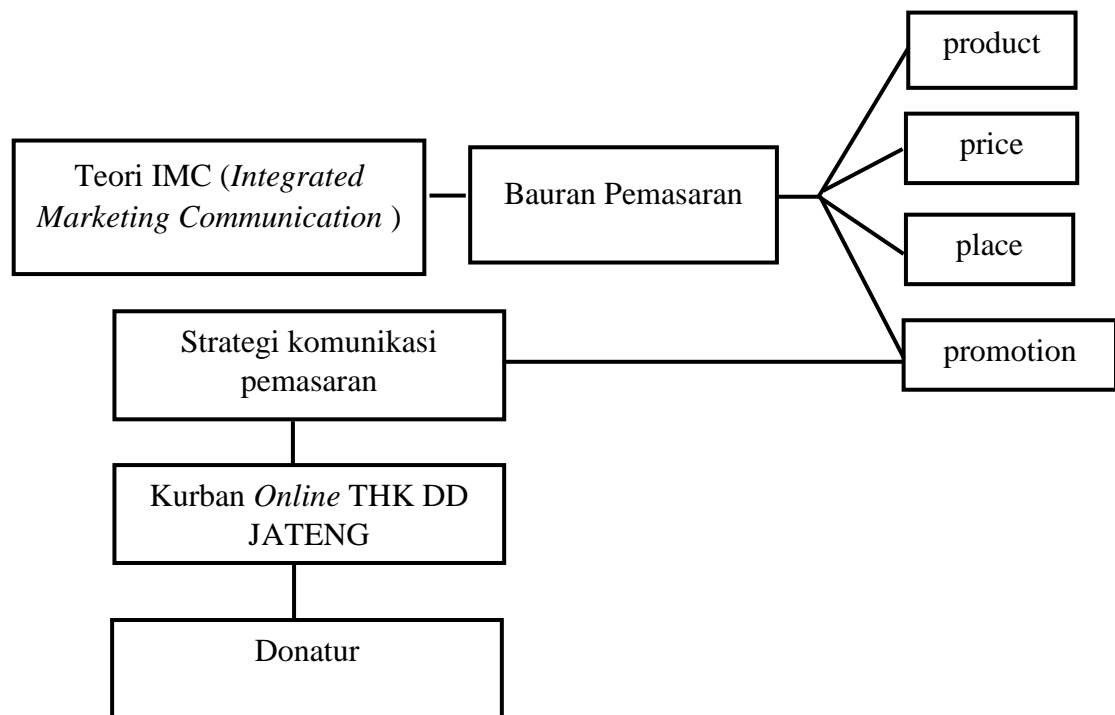 product
price
Teori IMC (Integrated
Marketing Communication )
Bauran Pemasaran
place
promotion
Strategi komunikasi
pemasaran
Kurban Online THK DD
JATENG
Donatur